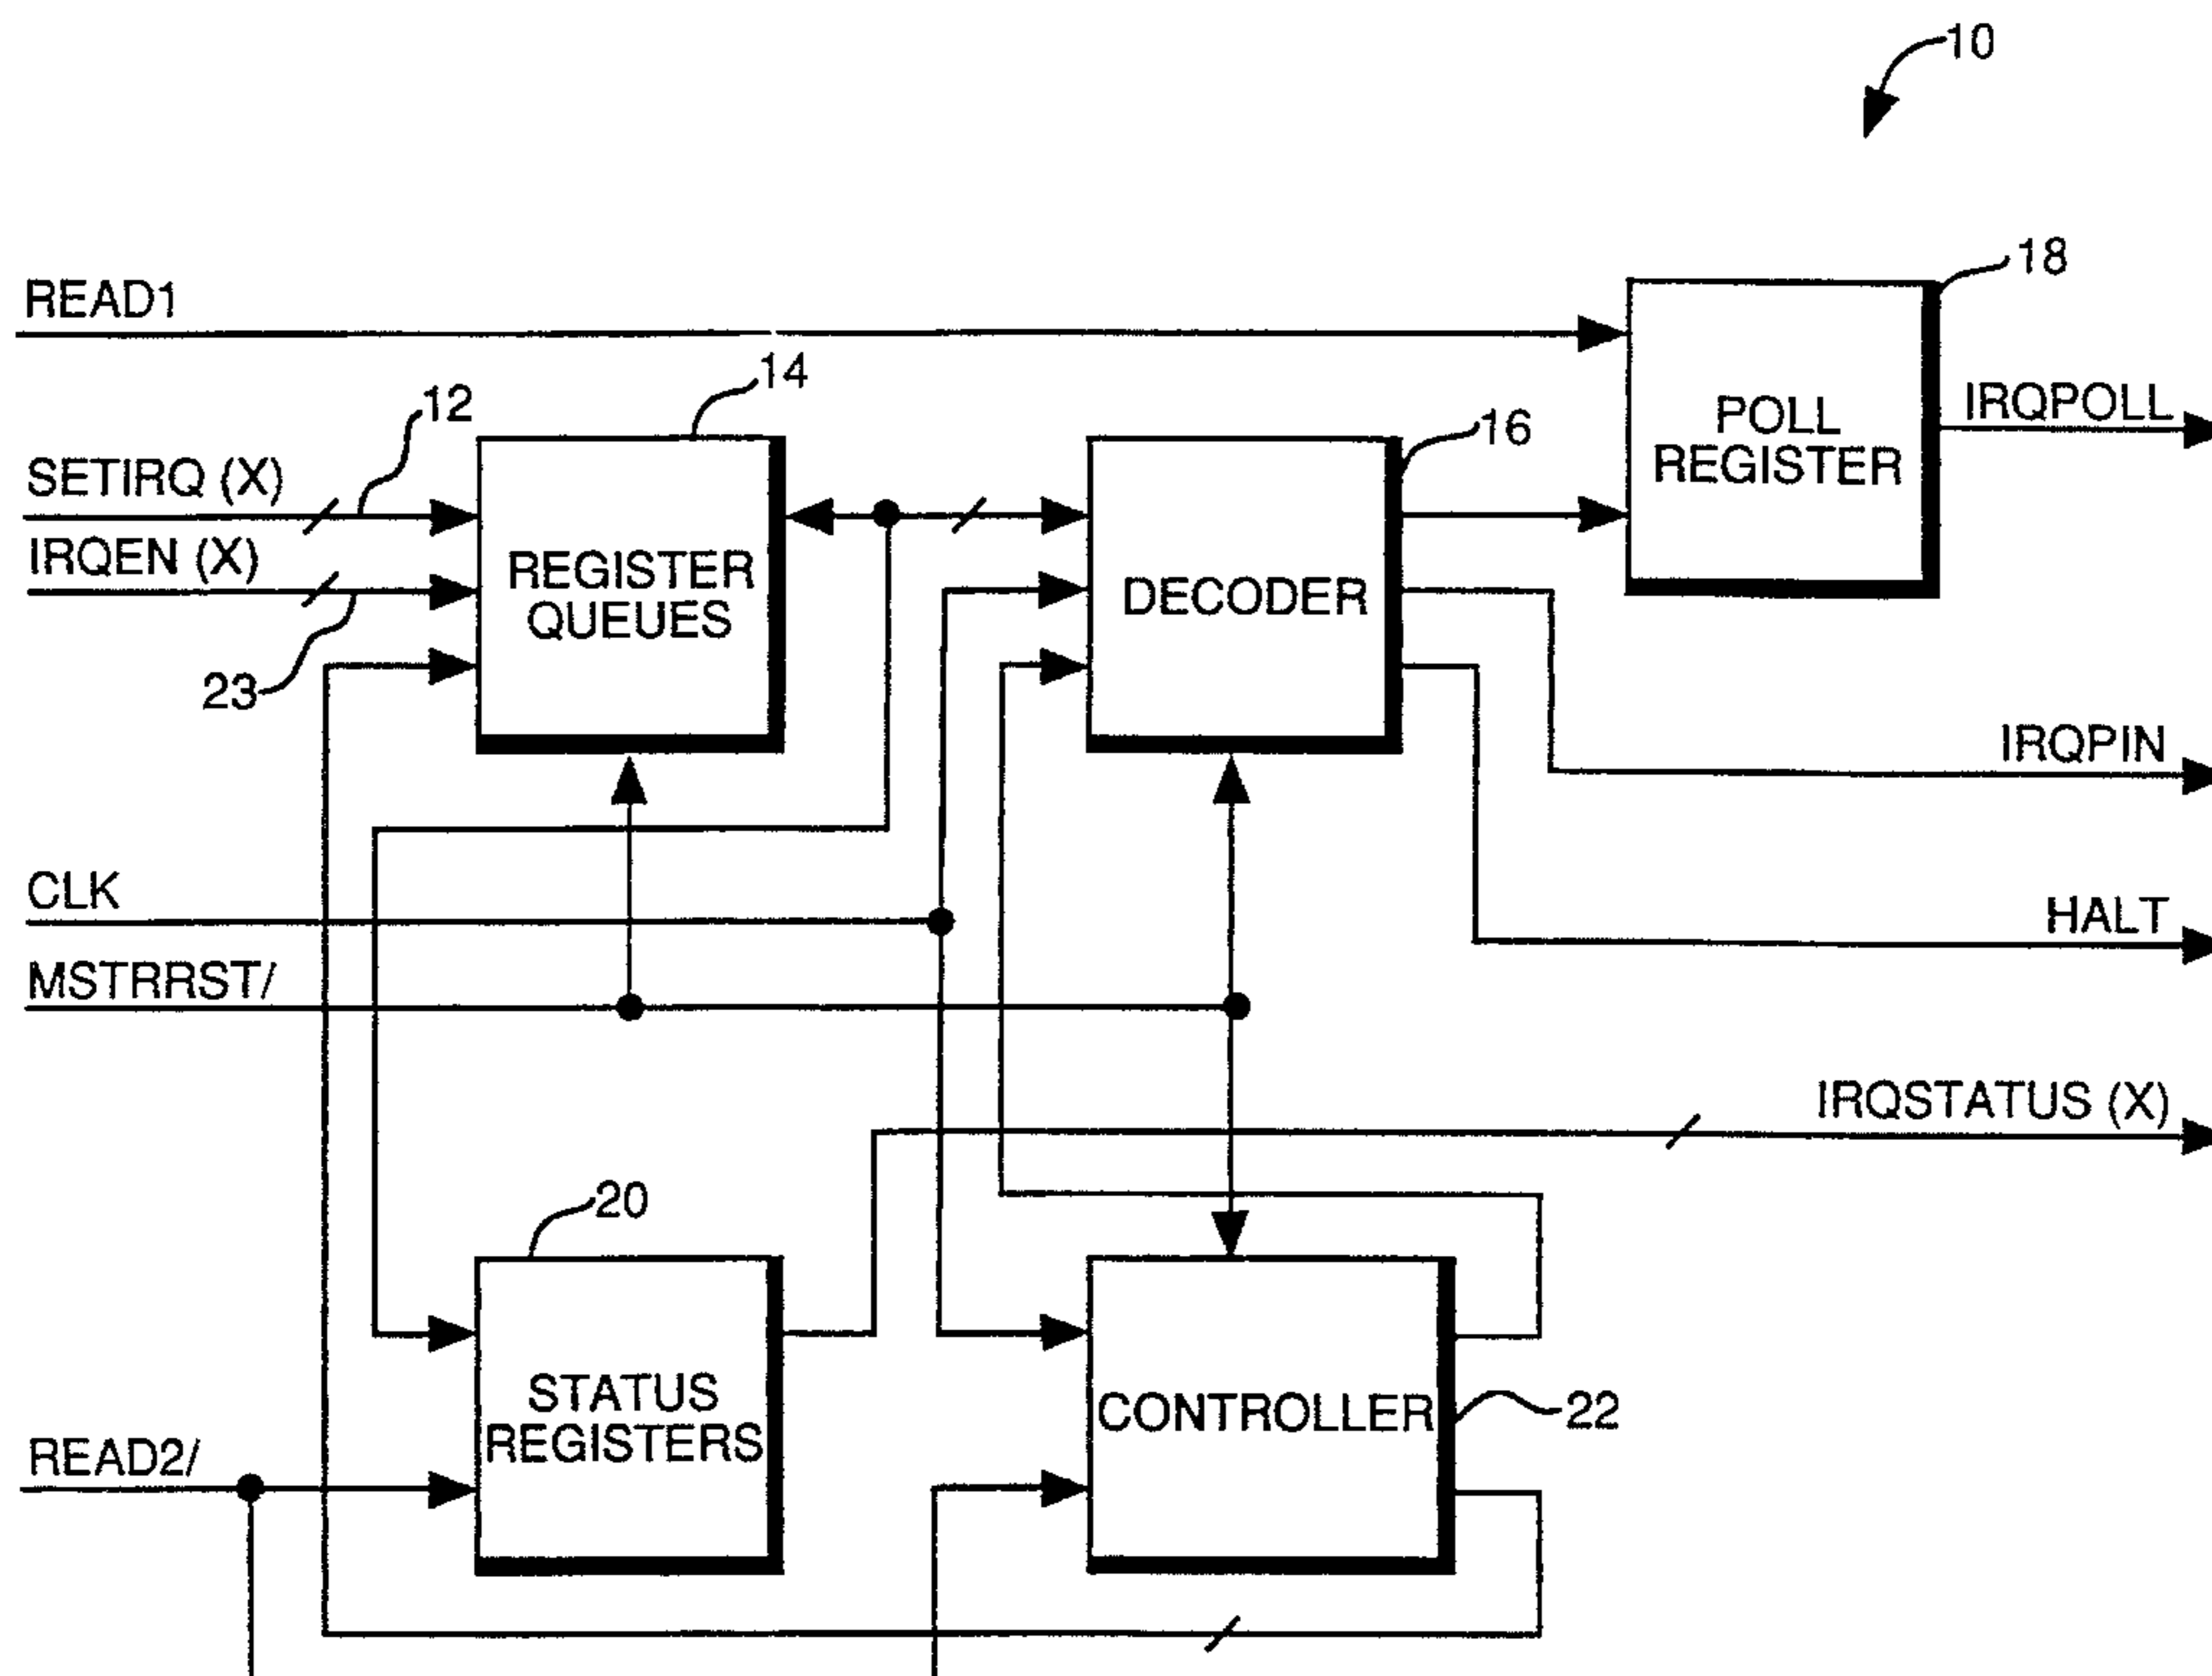 10
READ1
18
14
12
POLL
REGISTER
IRQPOLL
16
SETIRQ (X)
IRQEN (X)
REGISTER
QUEUES
DECODER
23
IRQPIN
CLK
HALT
MSTRRST/
IRQSTATUS (X)
20
STATUS
REGISTERS
CONTROLLER
22
READ2/